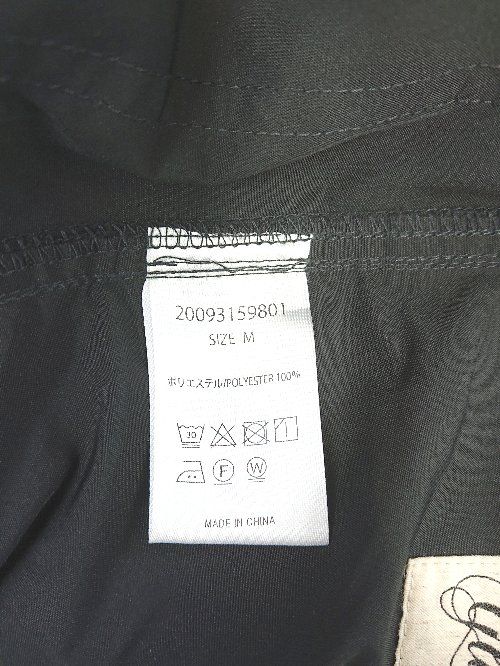 20093159801
SIZE M
ポリエステル/POLYESTER 100%
30
F
W
MADE IN CHINA